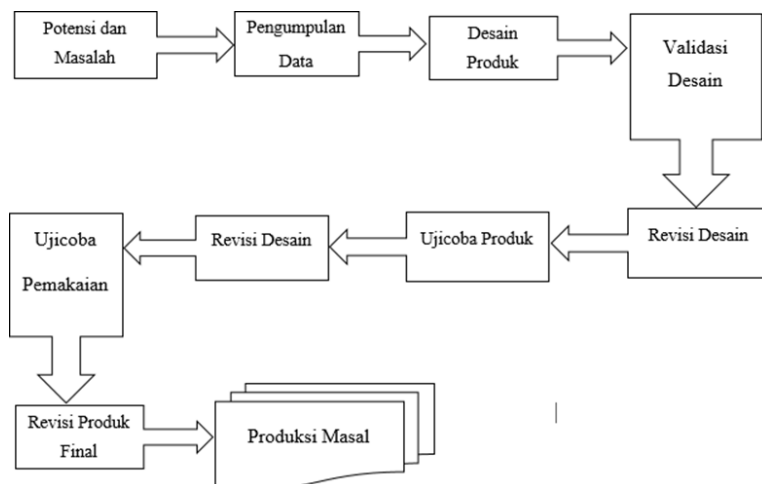 Potensi dan
Masalah
Pengumpulan
Data
Desain
Produk
Validasi
Desain
Revisi Desain
Ujicoba Produk
Revisi Desain
Ujicoba
Pemakaian
Revisi Produk
Final
Produksi Masal